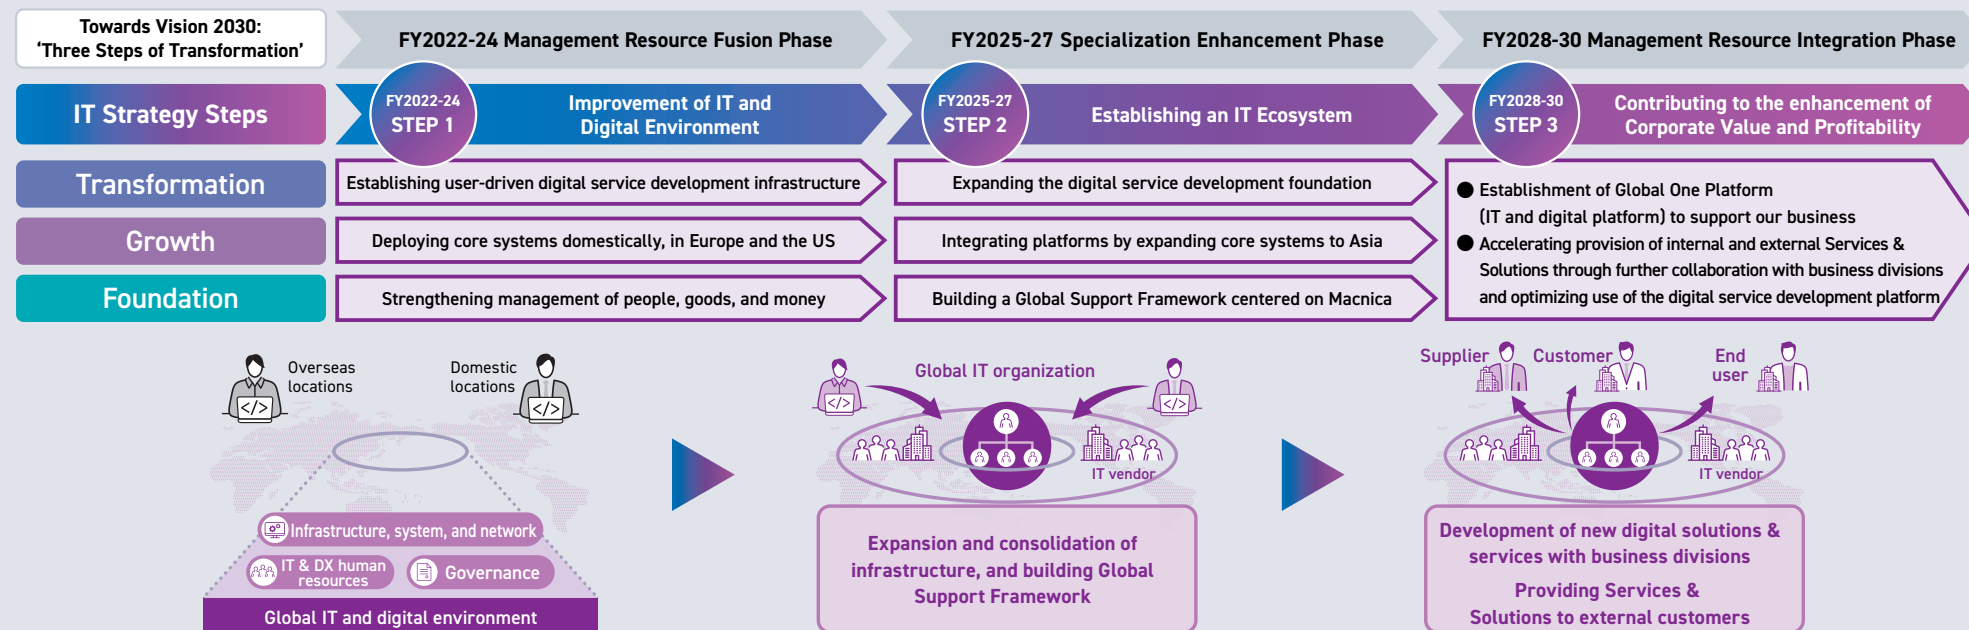 Towards Vision 2030:
‘Three Steps of Transformation’
FY2022-24 Management Resource Fusion Phase
FY2025-27 Specialization Enhancement Phase
FY2028-30 Management Resource Integration Phase
IT Strategy Steps
FY2022-24
STEP 1
Improvement of IT and
Digital Environment
FY2025-27
STEP 2
Establishing an IT Ecosystem
FY2028-30
STEP 3
Contributing to the enhancement of
Corporate Value and Profitability
Transformation
Establishing user-driven digital service development infrastructure
Expanding the digital service development foundation
Growth
Deploying core systems domestically, in Europe and the US
Integrating platforms by expanding core systems to Asia
Foundation
Strengthening management of people, goods, and money
Building a Global Support Framework centered on Macnica
● Establishment of Global One Platform
(IT and digital platform) to support our business
● Accelerating provision of internal and external Services &
Solutions through further collaboration with business divisions
and optimizing use of the digital service development platform
Overseas
locations
Domestic
locations
</>
</>
Infrastructure, system, and network
IT & DX human
resources
Governance
Global IT and digital environment
Global IT organization
</>
</>
IT vendor
Expansion and consolidation of
infrastructure, and building Global
Support Framework
Supplier
Customer
End
user
IT vendor
Development of new digital solutions &
services with business divisions
Providing Services &
Solutions to external customers